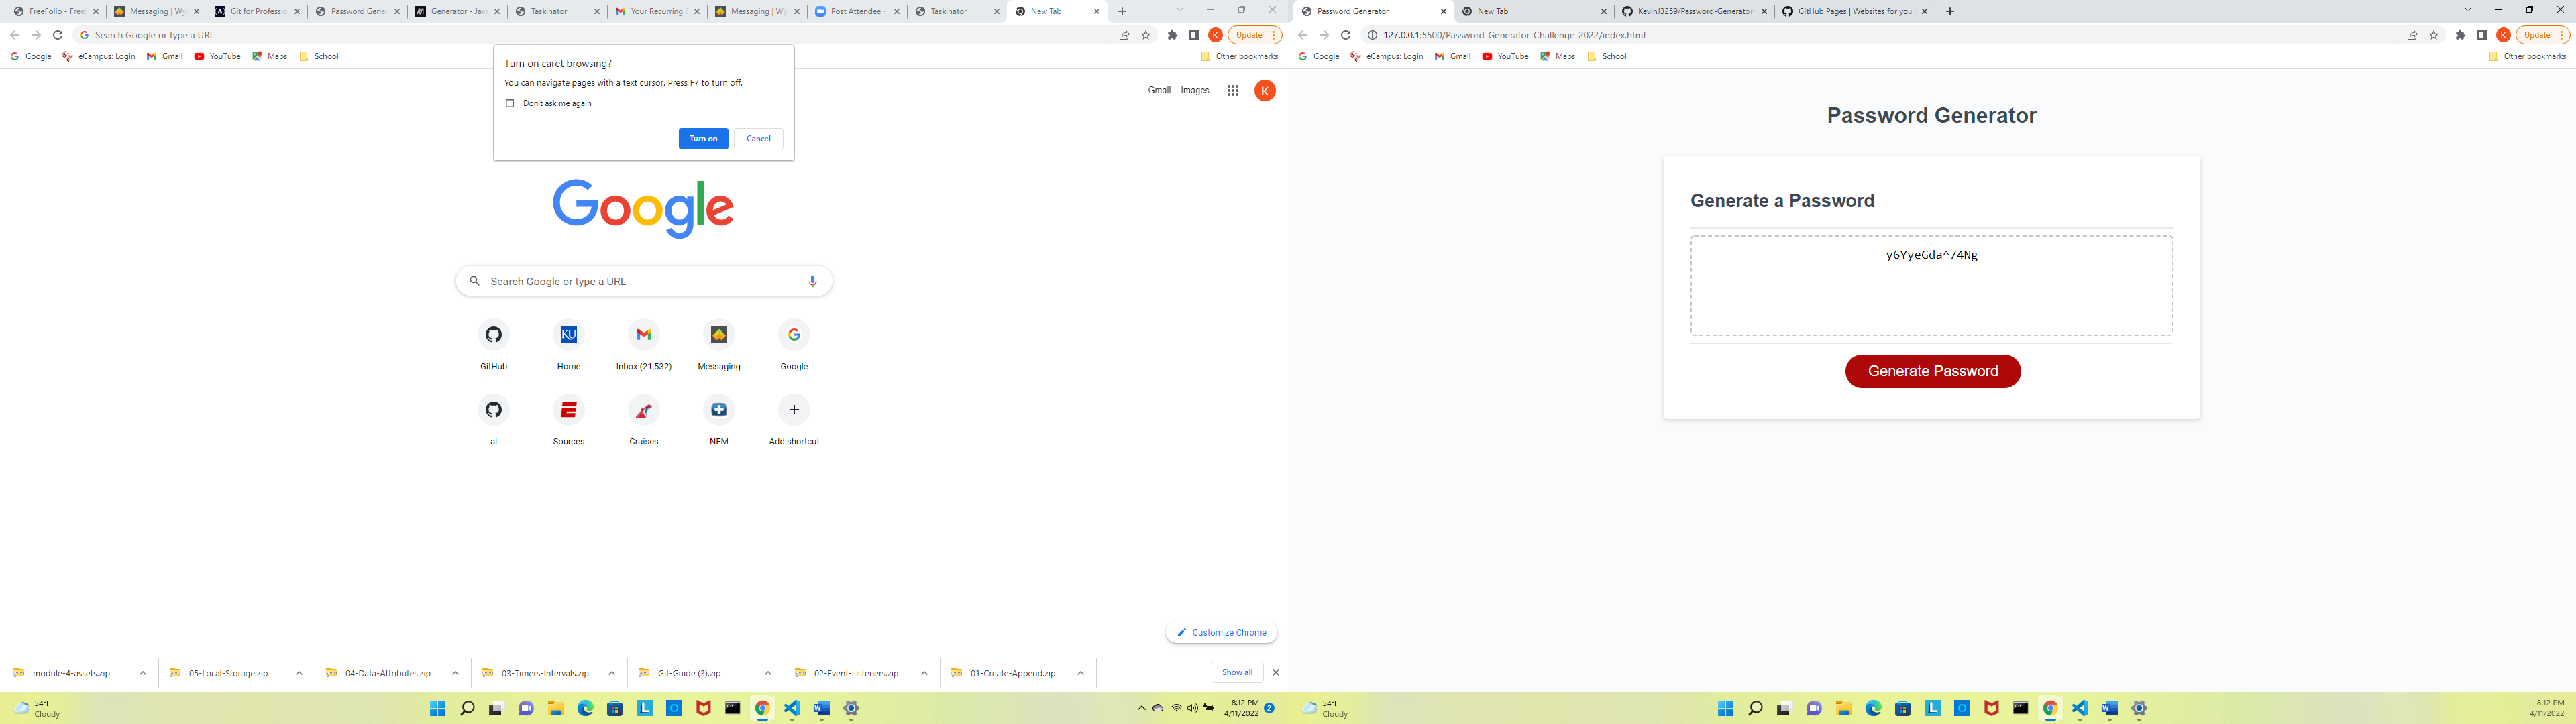 FreeFolio - Free
Messaging | Wy
Git for Professio
Password Gene
Generator - Jav
Taskinator
Your Recurring
Messaging | Wy
Post Attendee -
Taskinator
New Tab
Search Google or type a URL
Update
Google
eCampus: Login
Gmail
YouTube
Maps
School
Other bookmarks
Turn on caret browsing?
You can navigate pages with a text cursor. Press F7 to turn off.
Don't ask me again
Turn on
Cancel
Gmail
Images
K
Google
Search Google or type a URL
GitHub
KU
Home
Inbox (21,532)
Messaging
Google
al
Sources
Cruises
NFM
Add shortcut
Customize Chrome
module-4-assets.zip
05-Local-Storage.zip
04-Data-Attributes.zip
03-Timers-Intervals.zip
Git-Guide (3).zip
02-Event-Listeners.zip
01-Create-Append.zip
Show all
54°F
Cloudy
8:12 PM
4/11/2022
2
Password Generator
New Tab
KevinJ3259/Password-Generator
GitHub Pages | Websites for you
127.0.0.1:5500/Password-Generator-Challenge-2022/index.html
K
Update
Google
eCampus: Login
Gmail
YouTube
Maps
School
Other bookmarks
Password Generator
Generate a Password
y6YyeGda^74Ng
Generate Password
54°F
Cloudy
8:12 PM
4/11/2022